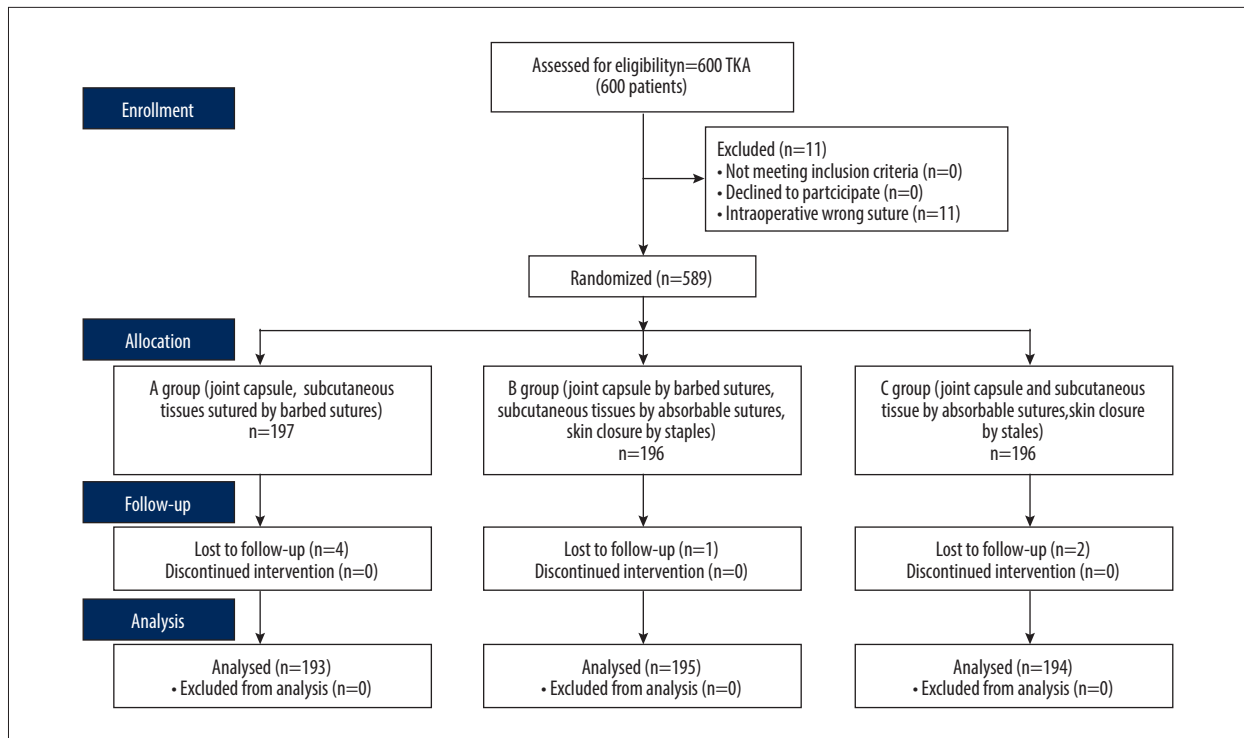 Assessed for eligibilityn=600 TKA
(600 patients)
Enrollment
Excluded (n=11)
• Not meeting inclusion criteria (n=0)
• Declined to partcicipate (n=0)
• Intraoperative wrong suture (n=11)
Randomized (n=589)
Allocation
A group (joint capsule, subcutaneous
tissues sutured by barbed sutures)
n=197
B group (joint capsule by barbed sutures,
subcutaneous tissues by absorbable sutures,
skin closure by staples)
n=196
C group (joint capsule and subcutaneous
tissue by absorbable sutures,skin closure
by stales)
n=196
Follow-up
Lost to follow-up (n=4)
Discontinued intervention (n=0)
Lost to follow-up (n=1)
Discontinued intervention (n=0)
Lost to follow-up (n=2)
Discontinued intervention (n=0)
Analysis
Analysed (n=193)
• Excluded from analysis (n=0)
Analysed (n=195)
• Excluded from analysis (n=0)
Analysed (n=194)
• Excluded from analysis (n=0)